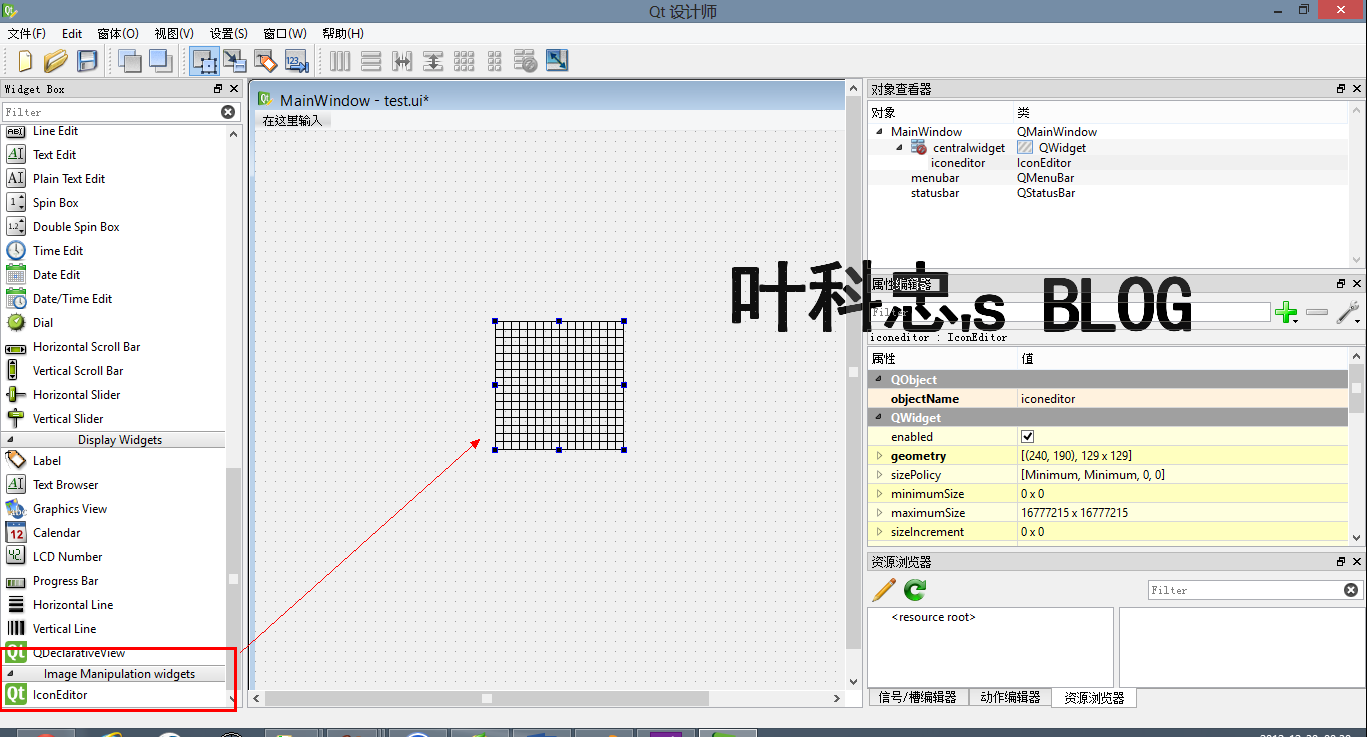 Qt 设计师
文件(F) Edit 窗体(O) 视图(V) 设置(S) 窗口(W) 帮助(H)
Widget Box
Filter
Line Edit
Text Edit
Plain Text Edit
Spin Box
Double Spin Box
Time Edit
Date Edit
Date/Time Edit
Dial
Horizontal Scroll Bar
Vertical Scroll Bar
Horizontal Slider
Vertical Slider
Display Widgets
Label
Text Browser
Graphics View
Calendar
LCD Number
Progress Bar
Horizontal Line
Vertical Line
QDeclarativeView
Image Manipulation widgets
IconEditor
MainWindow - test.ui*
在这里输入
叶科忠's BLOG
对象查看器
对象 类
MainWindow QMainWindow
centralwidget QWidget
iconeditor IconEditor
menubar QMenuBar
statusbar QStatusBar
属性编辑器
Filter
iconeditor : IconEditor
属性 值
QObject
objectName iconeditor
QWidget
enabled
geometry [(240, 190), 129 x 129]
sizePolicy [Minimum, Minimum, 0, 0]
minimumSize 0 x 0
maximumSize 16777215 x 16777215
sizeIncrement 0 x 0
资源浏览器
Filter
<resource root>
信号/槽编辑器 动作编辑器 资源浏览器